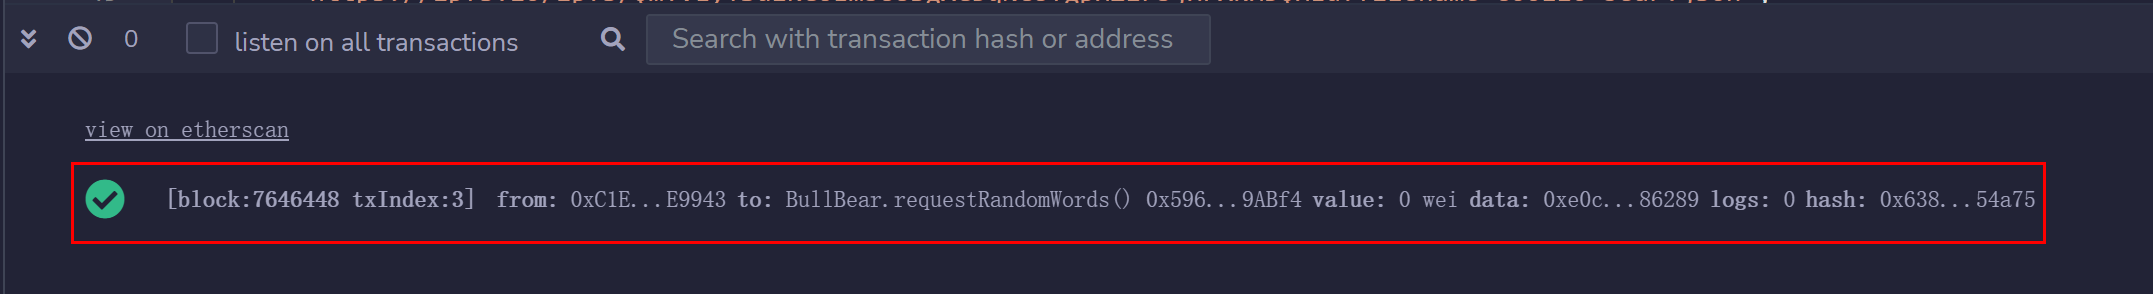 0 listen on all transactions Search with transaction hash or address
view on etherscan
[block:7646448 txIndex:3] from: 0xC1E...E9943 to: BullBear.requestRandomWords() 0x596...9ABf4 value: 0 wei data: 0xe0c...86289 logs: 0 hash: 0x638...54a75